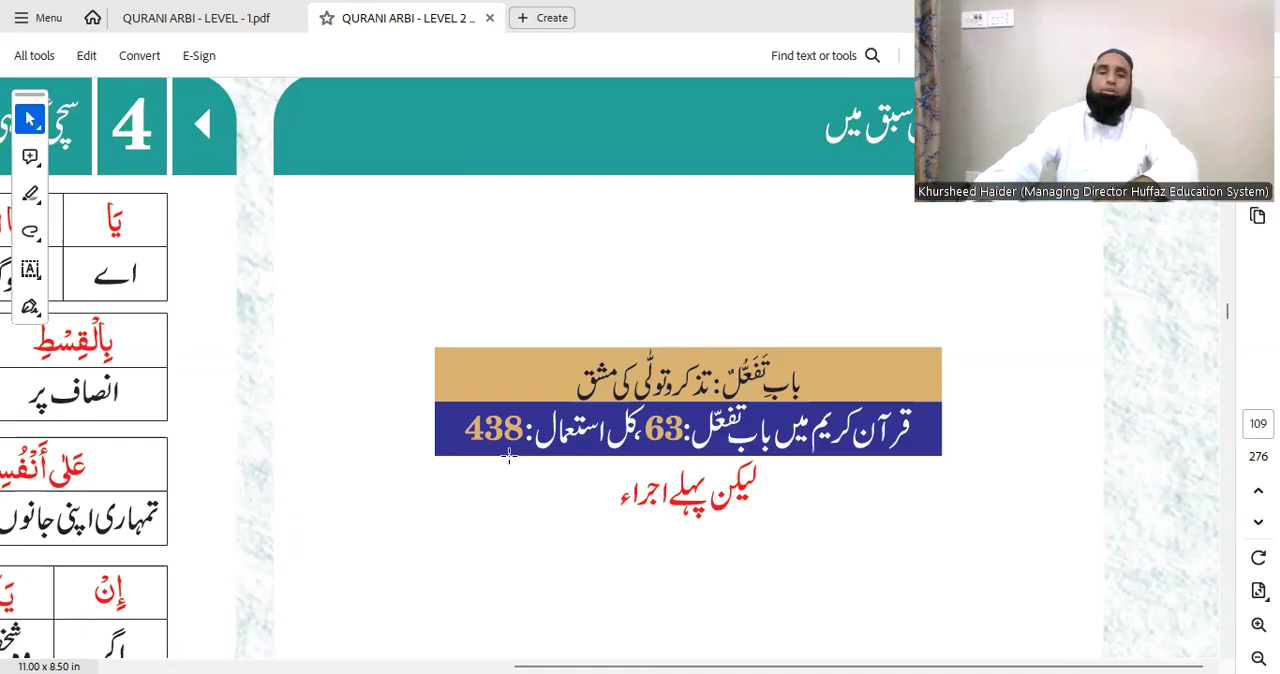 Menu
QURANI ARBI - LEVEL - 1.pdf
QURANI ARBI - LEVEL 2 ...
Create
All tools
Edit
Convert
E-Sign
Find text or tools
Khursheed Haider (Managing Director Huffaz Education System)
سبق میں
4
سچی
یَا
اے
بِالْقِسْطِ
انصاف پر
عَلٰی أَنْفُسِ
تمہاری اپنی جانوں
إِنْ
اگر
بابِ تَفَعُّلٌ: تذکر و تولّٰی کی مشق
قرآن کریم میں باب تفعّل: 63، کل استعمال: 438
لیکن پہلے اجراء
109
276
11.00 x 8.50 in